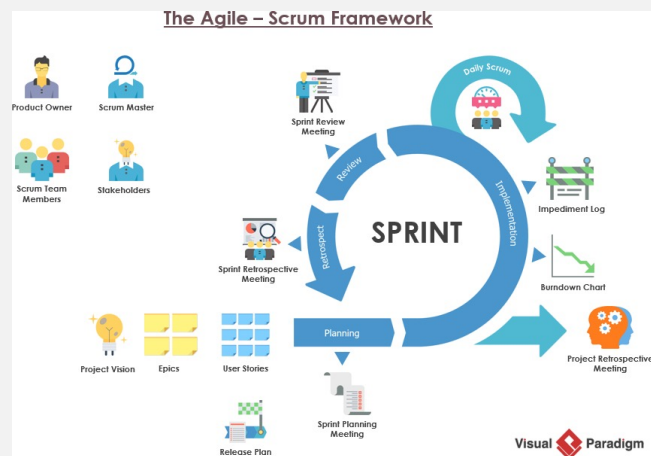 The Agile – Scrum Framework
Product Owner
Scrum Master
Scrum Team
Members
Stakeholders
Sprint Review
Meeting
Daily Scrum
Review
Implementation
Retrospect
SPRINT
Impediment Log
Sprint Retrospective
Meeting
Burndown Chart
Planning
Project Vision
Epics
User Stories
Project Retrospective
Meeting
Sprint Planning
Meeting
Release Plan
Visual Paradigm